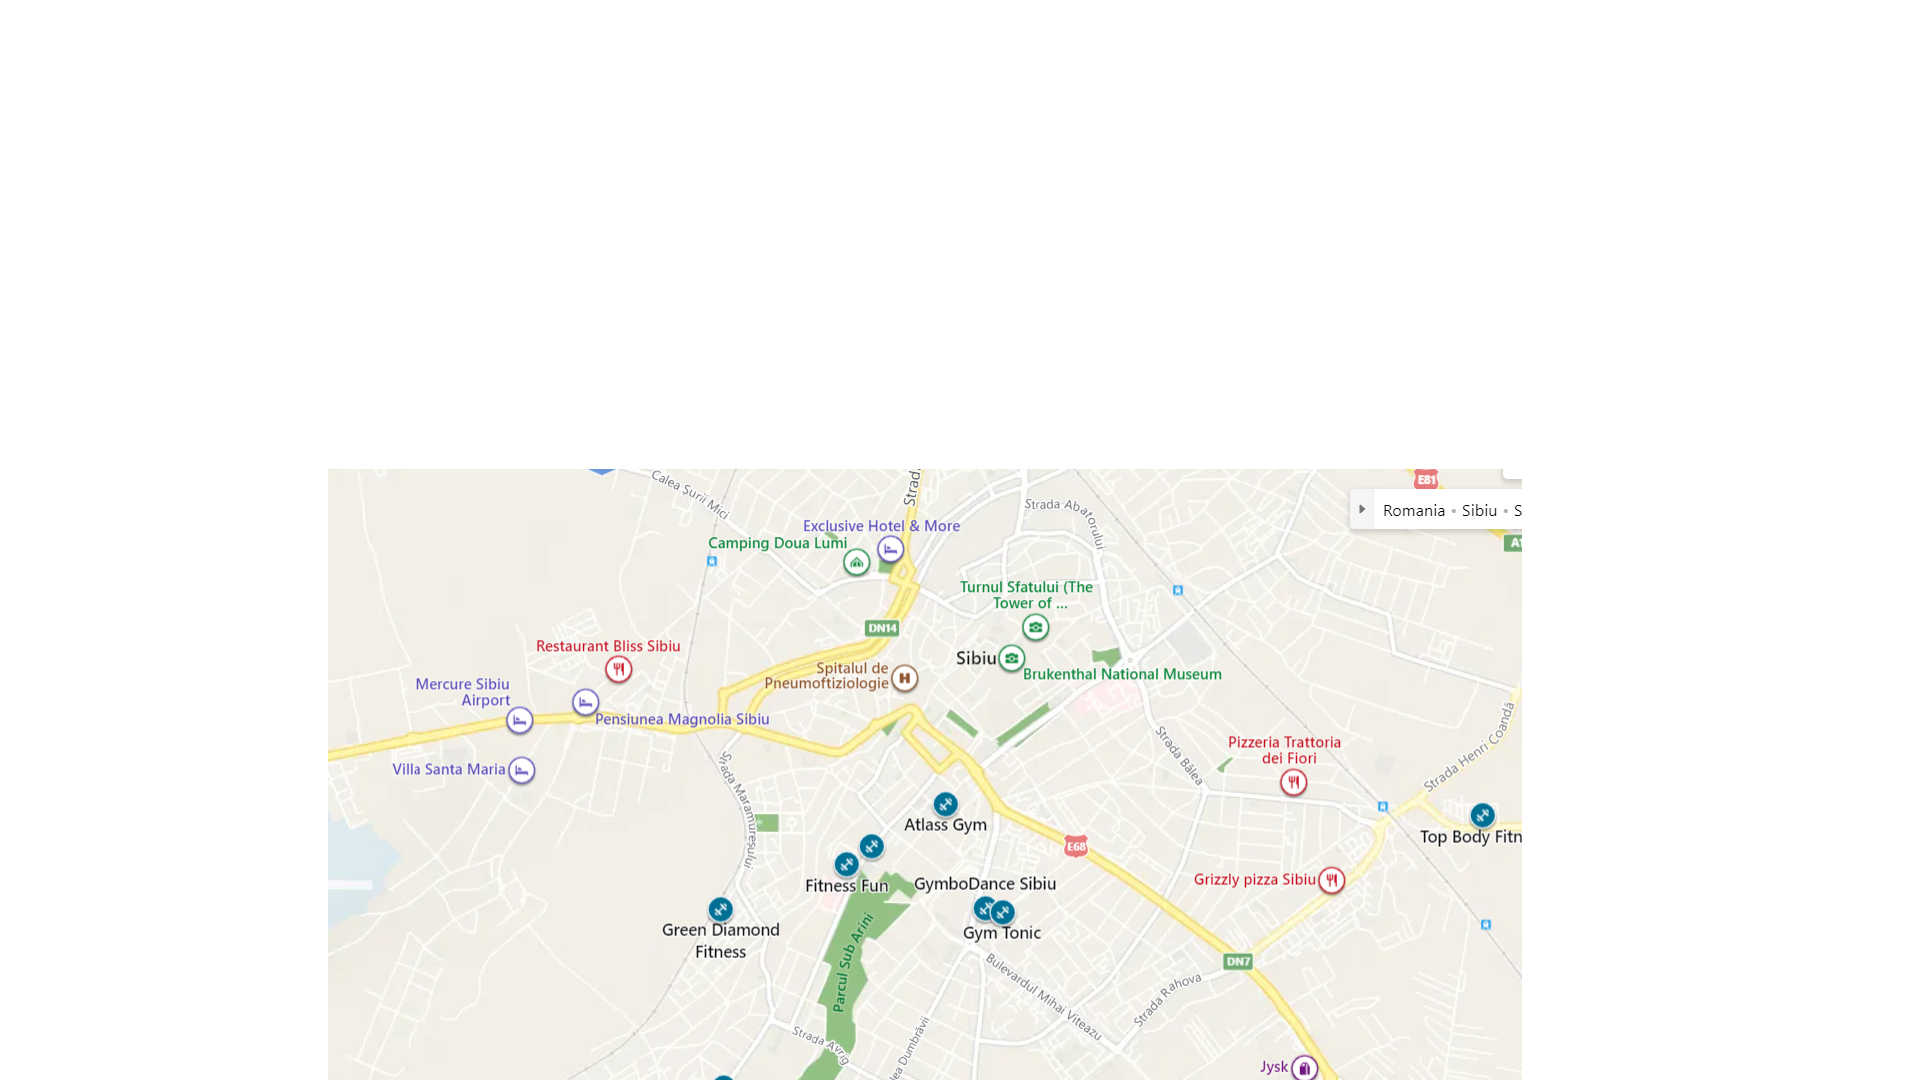 Calea Șurii Mici
Strad
E81
Romania • Sibiu • S
Strada Abatorului
Exclusive Hotel & More
Camping Doua Lumi
A1
Turnul Sfatului (The
Tower of ...
DN14
Restaurant Bliss Sibiu
Sibiu
Spitalul de
Pneumoftiziologie
Brukenthal National Museum
Mercure Sibiu
Airport
Pensiunea Magnolia Sibiu
Strada Henri Coandă
Strada Bâlea
Pizzeria Trattoria
dei Fiori
Villa Santa Maria
Strada Maramureșului
Atlass Gym
Top Body Fitn
E68
Fitness Fun
GymboDance Sibiu
Grizzly pizza Sibiu
Green Diamond
Fitness
Gym Tonic
Parcul Sub Arini
DN7
Bulevardul Mihai Viteazu
Strada Rahova
Strada Avrig
lea Dumbrăvii
Jysk